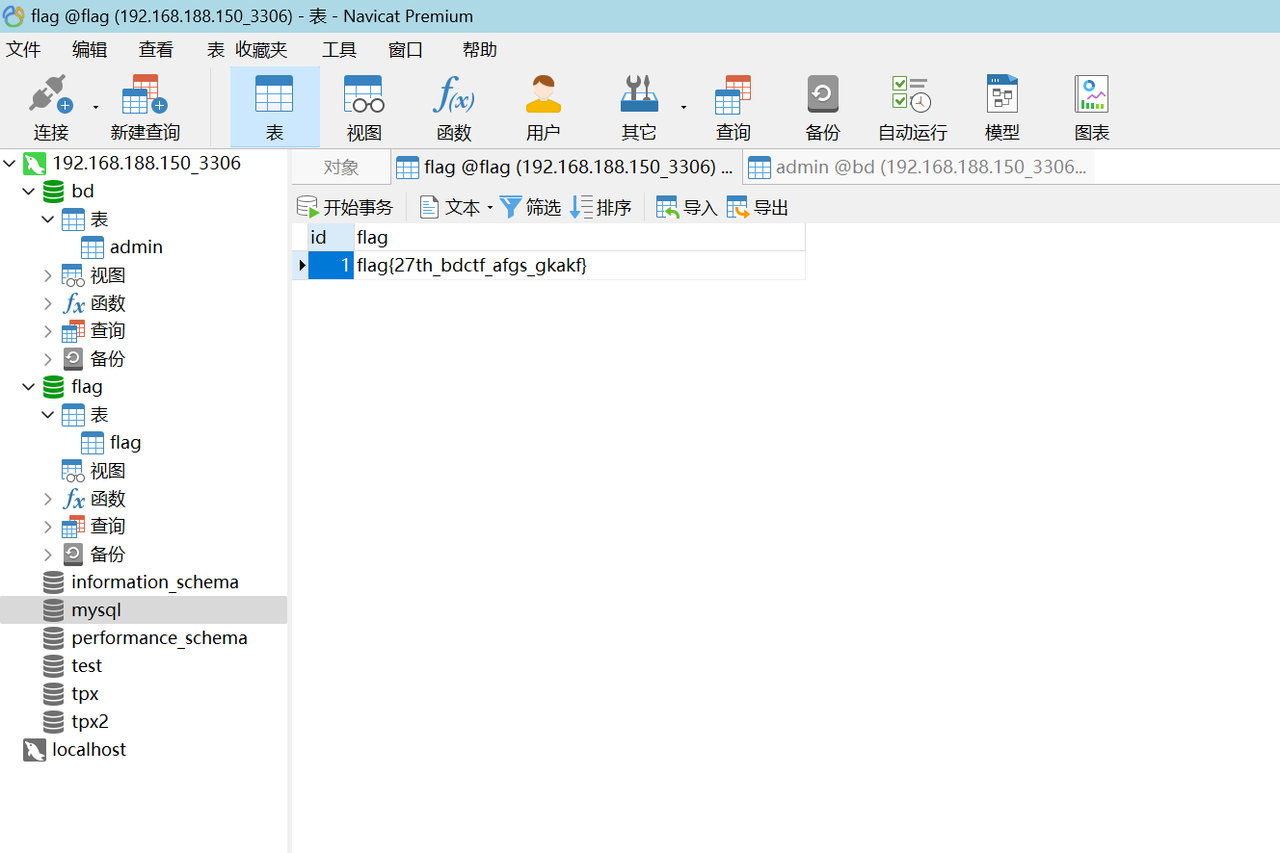 flag @flag (192.168.188.150_3306) - 表 - Navicat Premium
文件 编辑 查看 表 收藏夹 工具 窗口 帮助
连接 新建查询 表 视图 函数 用户 其它 查询 备份 自动运行 模型 图表
192.168.188.150_3306
bd
表
admin
视图
函数
查询
备份
flag
表
flag
视图
函数
查询
备份
information_schema
mysql
performance_schema
test
tpx
tpx2
localhost
对象 flag @flag (192.168.188.150_3306) ... admin @bd (192.168.188.150_3306...
开始事务 文本 筛选 排序 导入 导出
id flag
1 flag{27th_bdctf_afgs_gkakf}